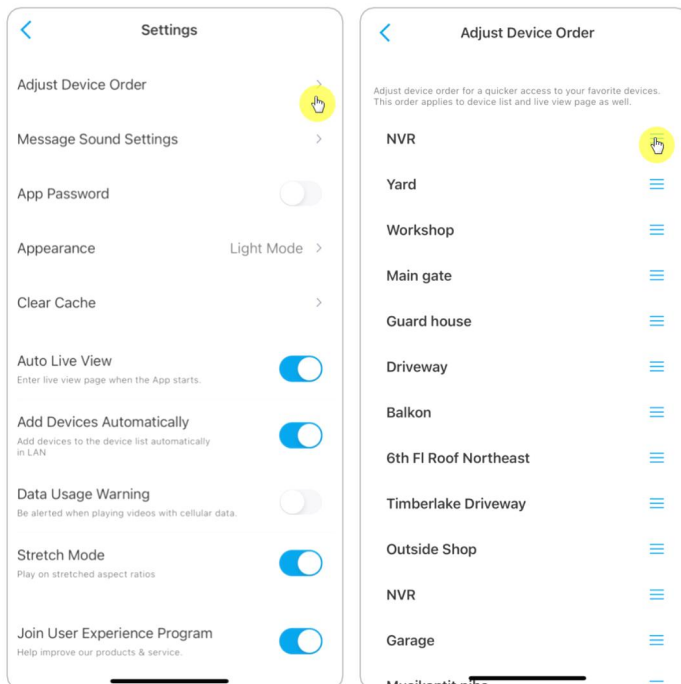 Settings
Adjust Device Order
Message Sound Settings
App Password
Appearance Light Mode
Clear Cache
Auto Live View
Enter live view page when the App starts.
Add Devices Automatically
Add devices to the device list automatically
in LAN
Data Usage Warning
Be alerted when playing videos with cellular data.
Stretch Mode
Play on stretched aspect ratios
Join User Experience Program
Help improve our products & service.
Adjust Device Order
Adjust device order for a quicker access to your favorite devices.
This order applies to device list and live view page as well.
NVR
Yard
Workshop
Main gate
Guard house
Driveway
Balkon
6th Fl Roof Northeast
Timberlake Driveway
Outside Shop
NVR
Garage